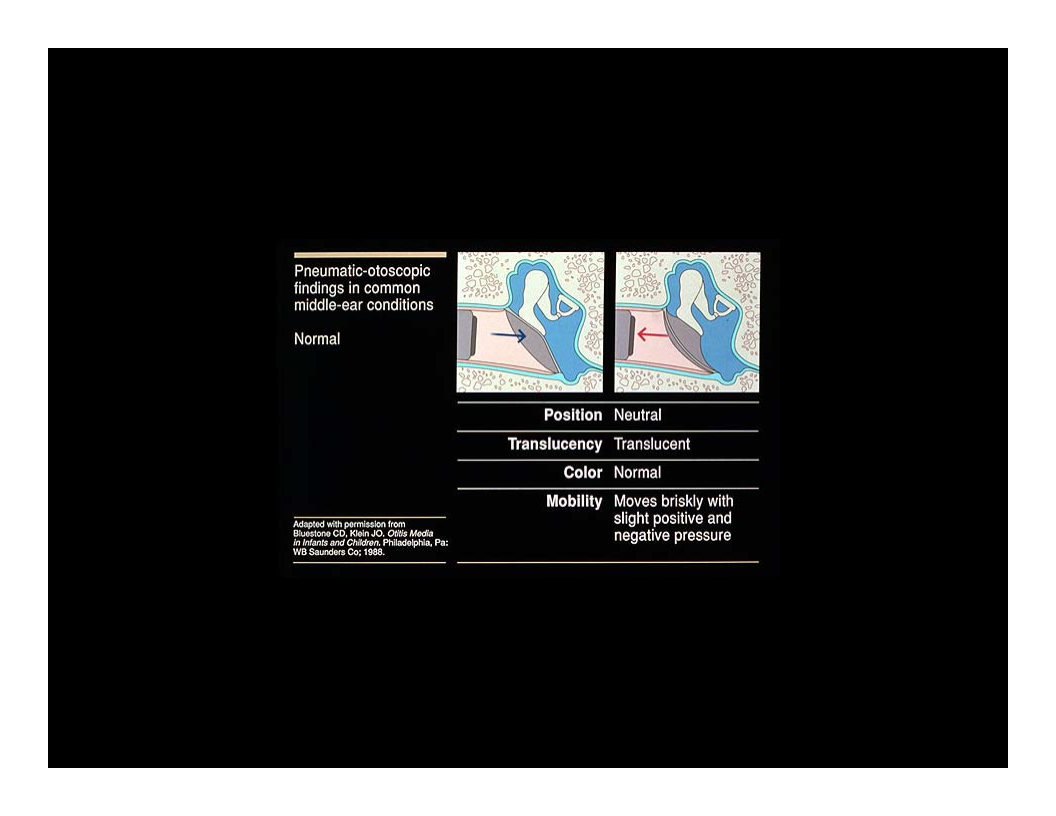 Pneumatic-otoscopic
findings in common
middle-ear conditions
Normal
Position Neutral
Translucency Translucent
Color Normal
Mobility Moves briskly with
slight positive and
negative pressure
Adapted with permission from
Bluestone CD, Klein JO. Otitis Media
in Infants and Children. Philadelphia, Pa:
WB Saunders Co; 1988.